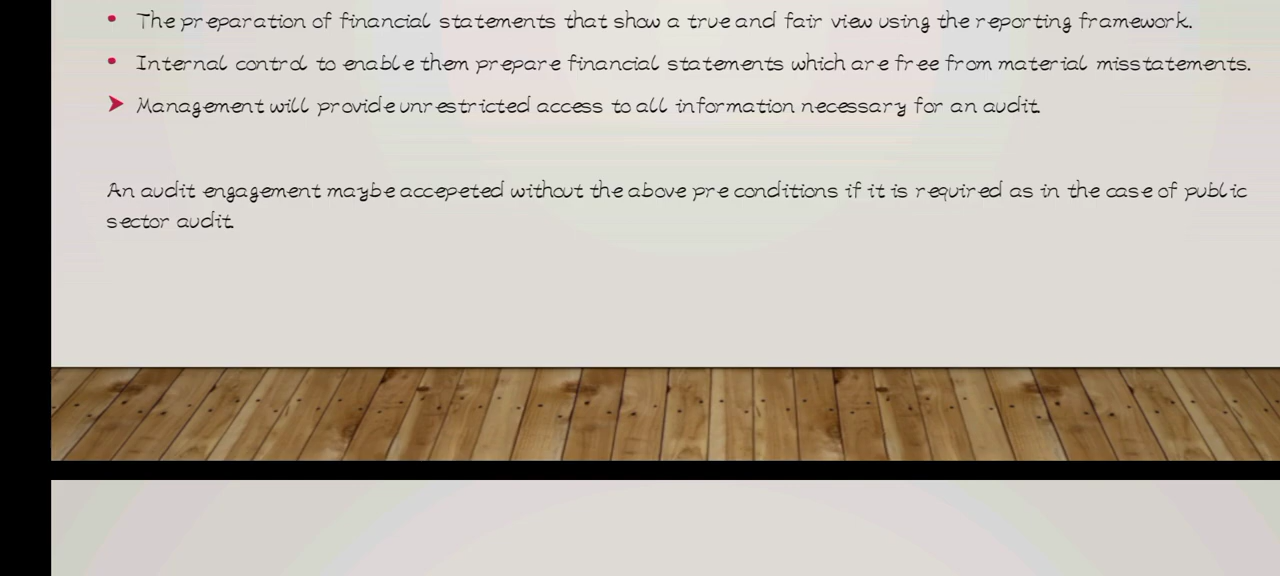 • The preparation of financial statements that show a true and fair view using the reporting framework.
• Internal control to enable them prepare financial statements which are free from material misstatements.
➤ Management will provide unrestricted access to all information necessary for an audit.
An audit engagement maybe accepeted without the above pre conditions if it is required as in the case of public
sector audit.